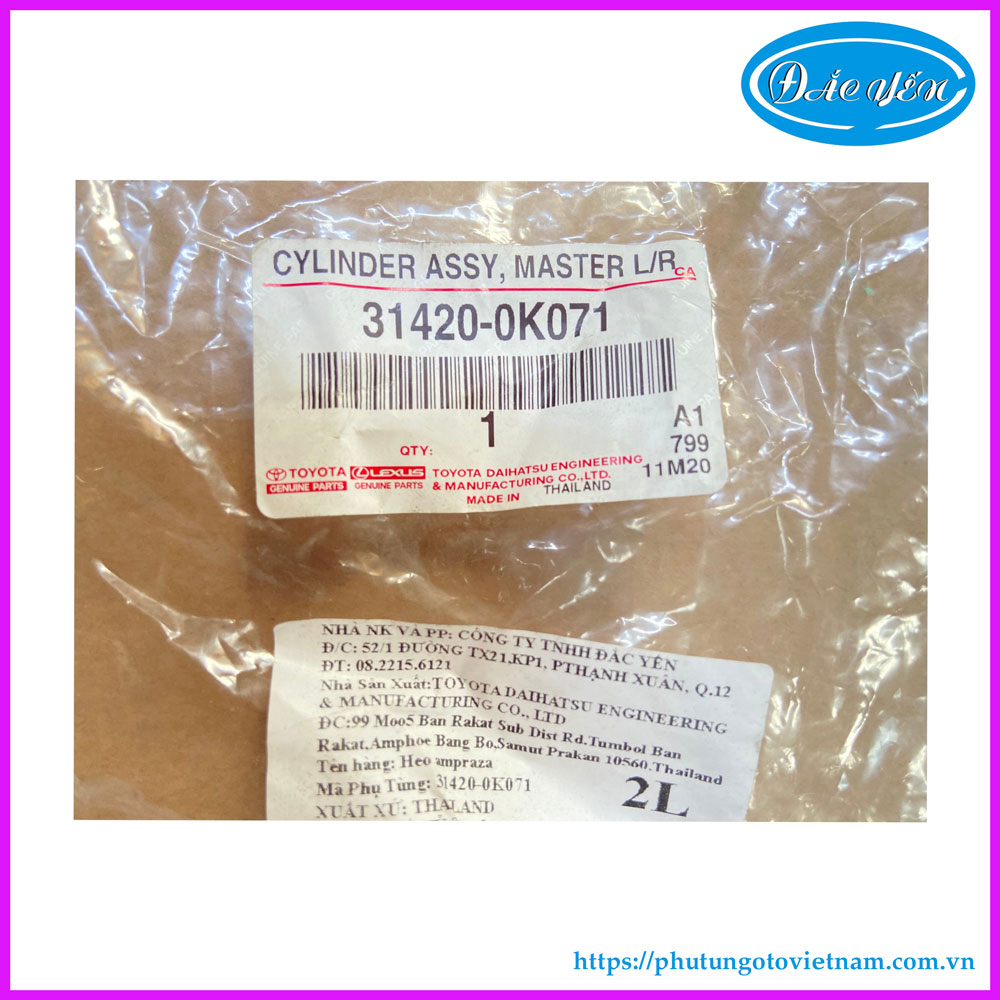 ĐẮC YẾN
CYLINDER ASSY, MASTER L/R CA
31420-0K071
QTY: 1
A1
799
11M20
TOYOTA LEXUS TOYOTA DAIHATSU ENGINEERING
GENUINE PARTS GENUINE PARTS & MANUFACTURING CO.,LTD.
MADE IN THAILAND
NHÀ NK VÀ PP: CÔNG TY TNHH ĐẮC YẾN
Đ/C: 52/1 ĐƯỜNG TX21,KP1, PTHẠNH XUÂN, Q.12
ĐT: 08.2215.6121
Nhà Sản Xuất:TOYOTA DAIHATSU ENGINEERING
& MANUFACTURING CO., LTD
ĐC:99 Moo5 Ban Rakat Sub Dist Rd.Tumbol Ban
Rakat,Amphoe Bang Bo,Samut Prakan 10560.Thailand
Tên hàng: Heo ampraza
Mã Phụ Tùng: 31420-0K071
2L
XUẤT XỨ: THALAND
https://phutungotovietnam.com.vn